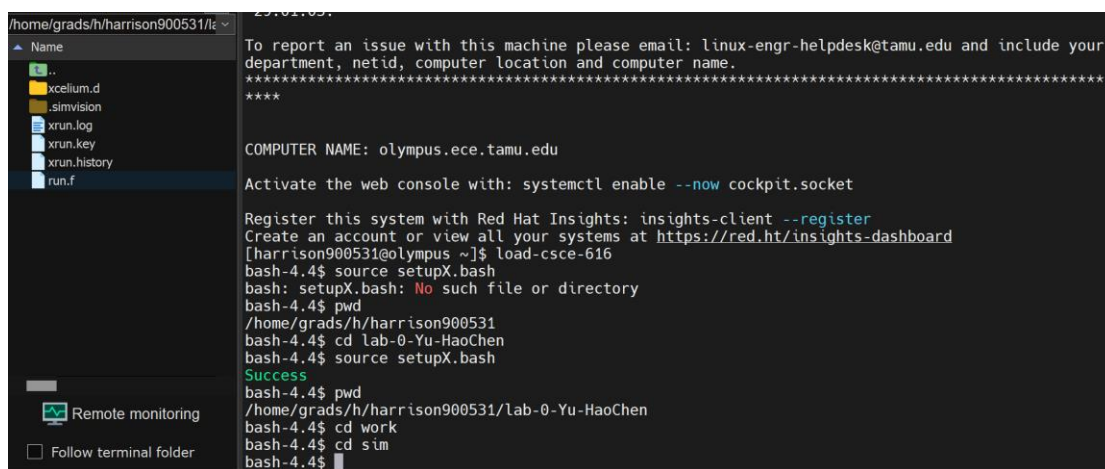 /home/grads/h/harrison900531/la
Name
..
xcelium.d
.simvision
xrun.log
xrun.key
xrun.history
run.f
Remote monitoring
Follow terminal folder
To report an issue with this machine please email: linux-engr-helpdesk@tamu.edu and include your
department, netid, computer location and computer name.
************************************************************************************************
****
COMPUTER NAME: olympus.ece.tamu.edu
Activate the web console with: systemctl enable --now cockpit.socket
Register this system with Red Hat Insights: insights-client --register
Create an account or view all your systems at https://red.ht/insights-dashboard
[harrison900531@olympus ~]$ load-csce-616
bash-4.4$ source setupX.bash
bash: setupX.bash: No such file or directory
bash-4.4$ pwd
/home/grads/h/harrison900531
bash-4.4$ cd lab-0-Yu-HaoChen
bash-4.4$ source setupX.bash
Success
bash-4.4$ pwd
/home/grads/h/harrison900531/lab-0-Yu-HaoChen
bash-4.4$ cd work
bash-4.4$ cd sim
bash-4.4$